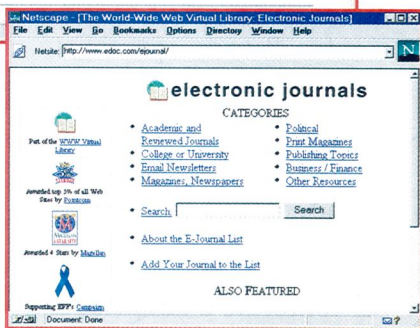 Netscape - [The World-Wide Web Virtual Library: Electronic Journals]
File Edit View Go Bookmarks Options Directory Window Help
Netsite: http://www.edoc.com/ejournal/
N
electronic journals
CATEGORIES
• Academic and
Reviewed Journals
• College or University
• Email Newsletters
• Magazines, Newspapers
• Political
• Print Magazines
• Publishing Topics
• Business / Finance
• Other Resources
• Search Search
• About the E-Journal List
• Add Your Journal to the List
ALSO FEATURED
Part of the WWW Virtual
Library
Awarded top 5% of all Web
Sites by Pointcom
Awarded 4 Stars by Magellan
Supporting EFF's Campaign
Document: Done